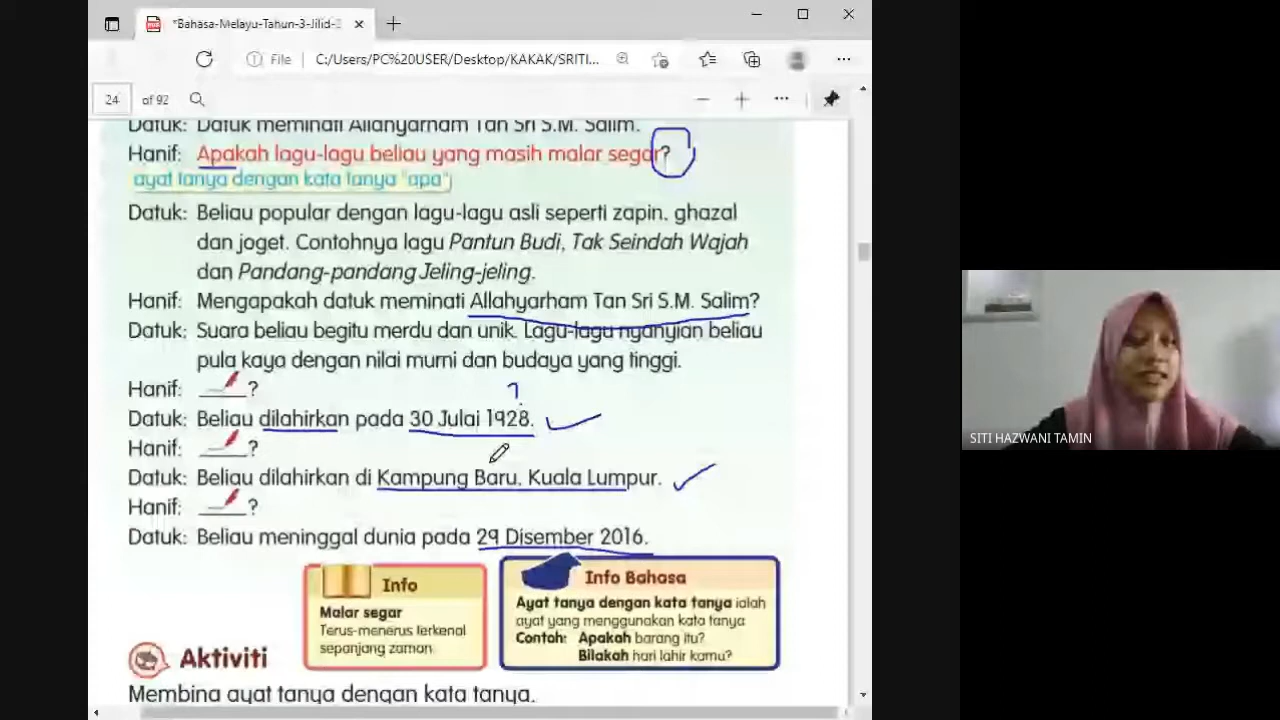 *Bahasa-Melayu-Tahun-3-Jilid-2
File
C:/Users/PC%20USER/Desktop/KAKAK/SRITI...
24
of 92
Datuk: Datuk meminati Allahyarham Tan Sri S.M. Salim.
Hanif: Apakah lagu-lagu beliau yang masih malar segar?
ayat tanya dengan kata tanya "apa"
Datuk: Beliau popular dengan lagu-lagu asli seperti zapin, ghazal
dan joget. Contohnya lagu Pantun Budi, Tak Seindah Wajah
dan Pandang-pandang Jeling-jeling.
Hanif: Mengapakah datuk meminati Allahyarham Tan Sri S.M. Salim?
Datuk: Suara beliau begitu merdu dan unik. Lagu-lagu nyanyian beliau
pula kaya dengan nilai murni dan budaya yang tinggi.
Hanif: ?
?
Datuk: Beliau dilahirkan pada 30 Julai 1928.
Hanif: ?
Datuk: Beliau dilahirkan di Kampung Baru, Kuala Lumpur.
Hanif: ?
Datuk: Beliau meninggal dunia pada 29 Disember 2016.
Info
Malar segar
Terus-menerus terkenal
sepanjang zaman.
Info Bahasa
Ayat tanya dengan kata tanya ialah
ayat yang menggunakan kata tanya
Contoh: Apakah barang itu?
Bilakah hari lahir kamu?
Aktiviti
Membina ayat tanya dengan kata tanya.
SITI HAZWANI TAMIN